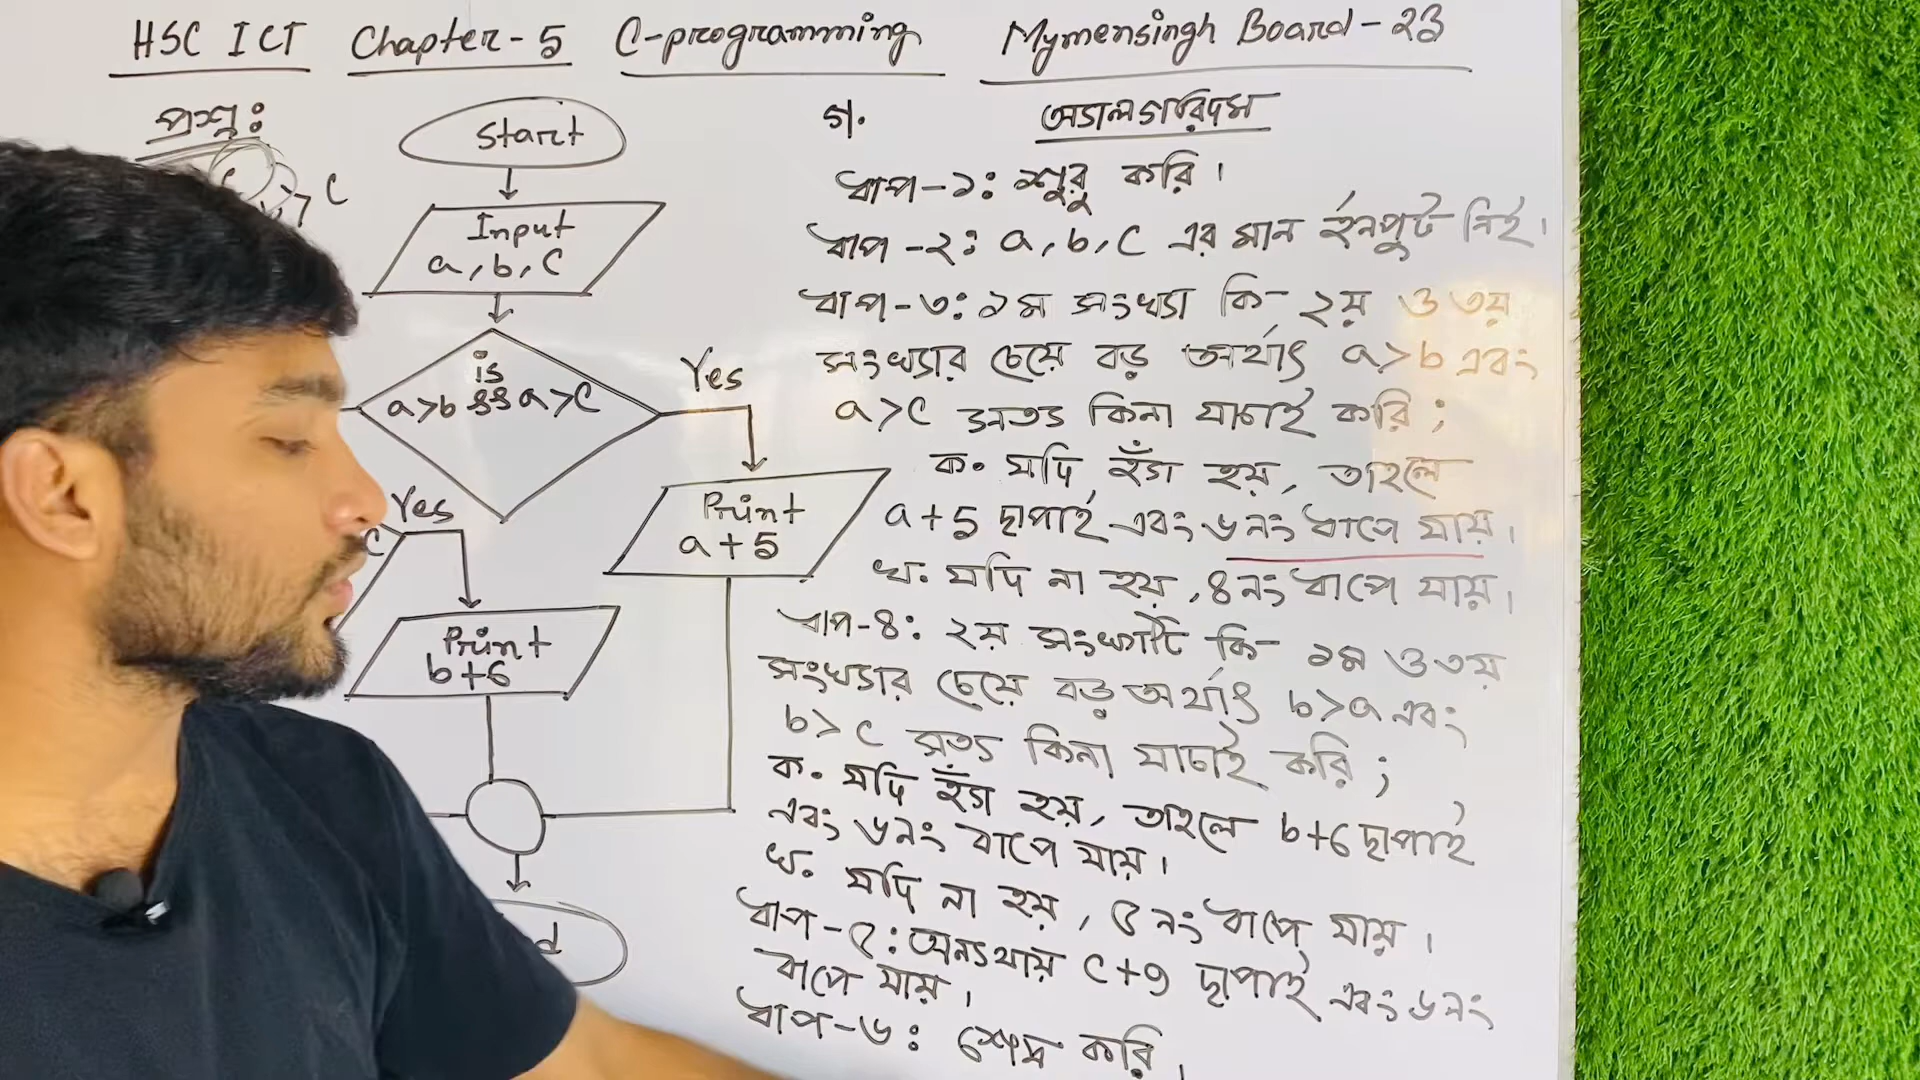 HSC ICT Chapter-5 C-programming Mymensingh Board-23
প্রশ্ন:
C
Start
Input
a, b, c
is
a>b && a>c
Yes
Print
a+5
Yes
c
Print
b+6
d
গ. অ্যালগরিদম
ধাপ-১: শুরু করি।
ধাপ-২: a, b, c এর মান ইনপুট নিই।
ধাপ-৩: ১ম সংখ্যা কি ২য় ও ৩য়
সংখ্যার চেয়ে বড় অর্থাৎ a>b এবং
a>c সত্য কিনা যাচাই করি;
ক. যদি হ্যাঁ হয়, তাহলে
a+5 ছাপাই এবং ৬নং ধাপে যায়।
খ. যদি না হয়, ৪নং ধাপে যায়।
ধাপ-৪: ২য় সংখ্যাটি কি ১ম ও ৩য়
সংখ্যার চেয়ে বড় অর্থাৎ b>a এবং
b>c সত্য কিনা যাচাই করি;
ক. যদি হ্যাঁ হয়, তাহলে b+6 ছাপাই
এবং ৬নং ধাপে যায়।
খ. যদি না হয়, ৫নং ধাপে যায়।
ধাপ-৫: অন্যথায় c+9 ছাপাই এবং ৬নং
ধাপে যায়।
ধাপ-৬: শেষ করি।